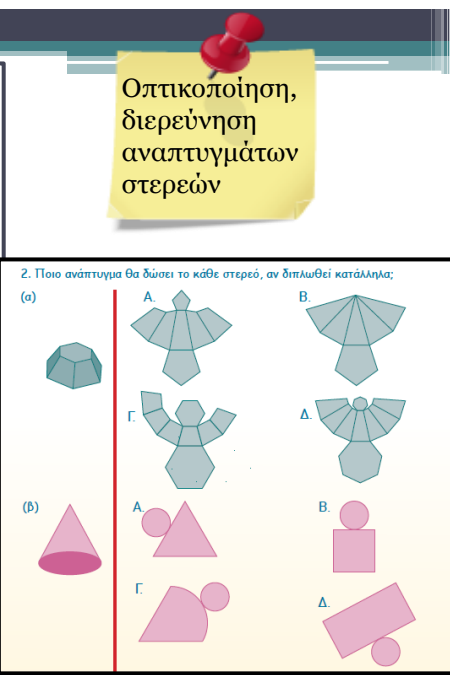 Οπτικοποίηση,
διερεύνηση
αναπτυγμάτων
στερεών
2. Ποιο ανάπτυγμα θα δώσει το κάθε στερεό, αν διπλωθεί κατάλληλα;
(α)
Α.
Β.
Γ.
Δ.
(β)
Α.
Β.
Γ.
Δ.